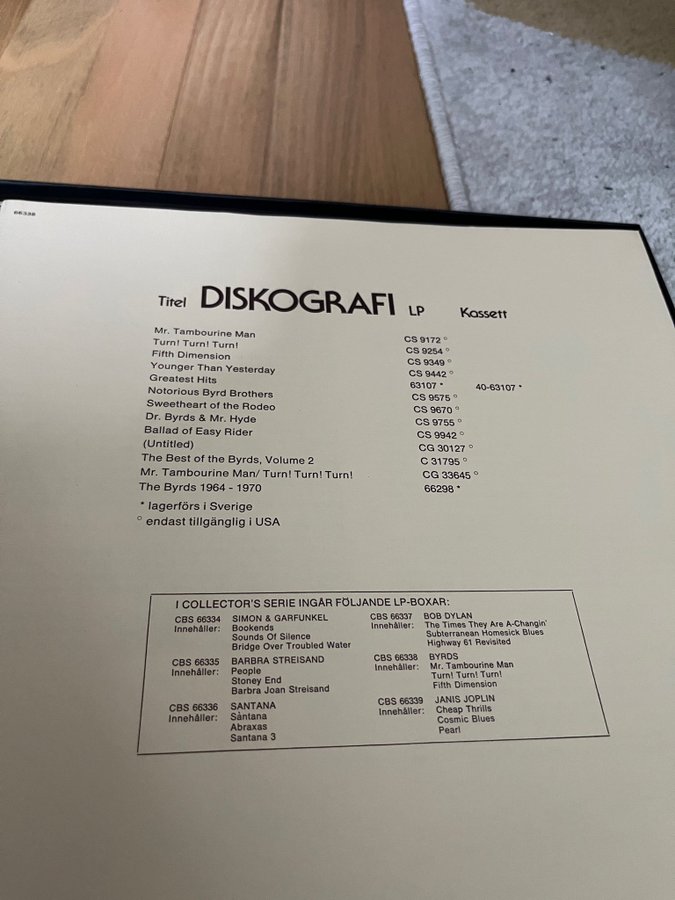 66338
Titel DISKOGRAFI LP Kassett
Mr. Tambourine Man CS 9172 °
Turn! Turn! Turn! CS 9254 °
Fifth Dimension CS 9349 °
Younger Than Yesterday CS 9442 °
Greatest Hits 63107 * 40-63107 *
Notorious Byrd Brothers CS 9575 °
Sweetheart of the Rodeo CS 9670 °
Dr. Byrds & Mr. Hyde CS 9755 °
Ballad of Easy Rider CS 9942 °
(Untitled) CG 30127 °
The Best of the Byrds, Volume 2 C 31795 °
Mr. Tambourine Man/ Turn! Turn! Turn! CG 33645 °
The Byrds 1964 - 1970 66298 *
* lagerförs i Sverige
° endast tillgänglig i USA
I COLLECTOR'S SERIE INGÅR FÖLJANDE LP-BOXAR:
CBS 66334 SIMON & GARFUNKEL
Innehåller: Bookends
Sounds Of Silence
Bridge Over Troubled Water
CBS 66335 BARBRA STREISAND
Innehåller: People
Stoney End
Barbra Joan Streisand
CBS 66336 SANTANA
Innehåller: Santana
Abraxas
Santana 3
CBS 66337 BOB DYLAN
Innehåller: The Times They Are A-Changin'
Subterranean Homesick Blues
Highway 61 Revisited
CBS 66338 BYRDS
Innehåller: Mr. Tambourine Man
Turn! Turn! Turn!
Fifth Dimension
CBS 66339 JANIS JOPLIN
Innehåller: Cheap Thrills
Cosmic Blues
Pearl